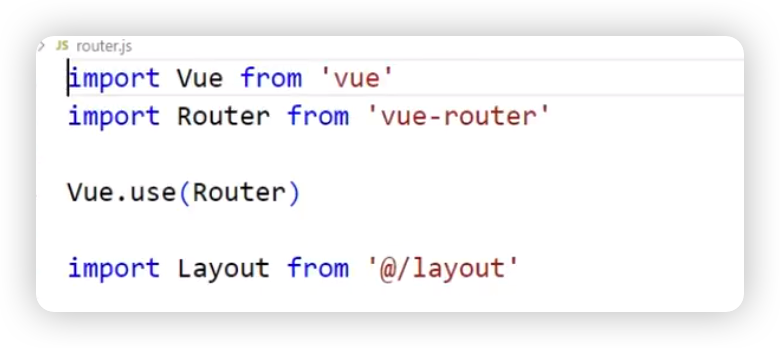 JS router.js
import Vue from 'vue'
import Router from 'vue-router'
Vue.use(Router)
import Layout from '@/layout'